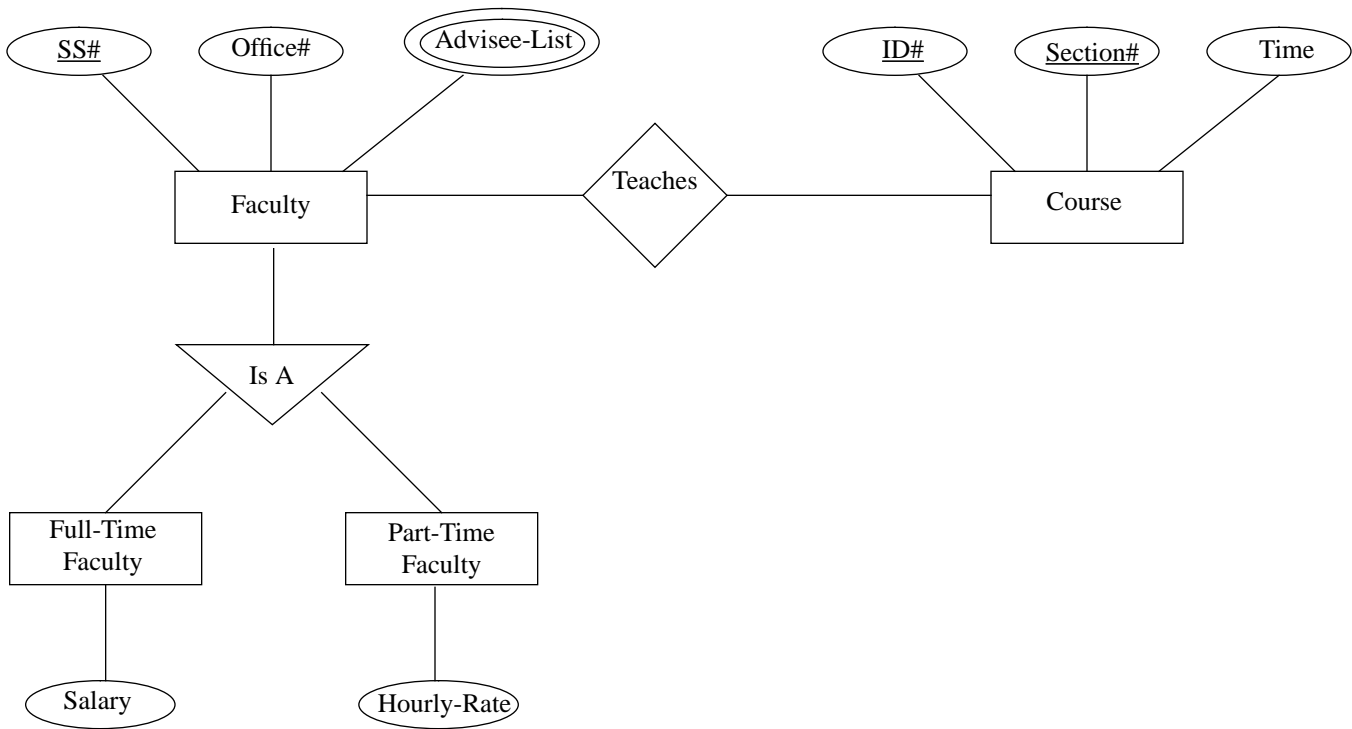 SS#
Office#
Advisee-List
ID#
Section#
Time
Faculty
Teaches
Course
Is A
Full-Time
Faculty
Part-Time
Faculty
Salary
Hourly-Rate